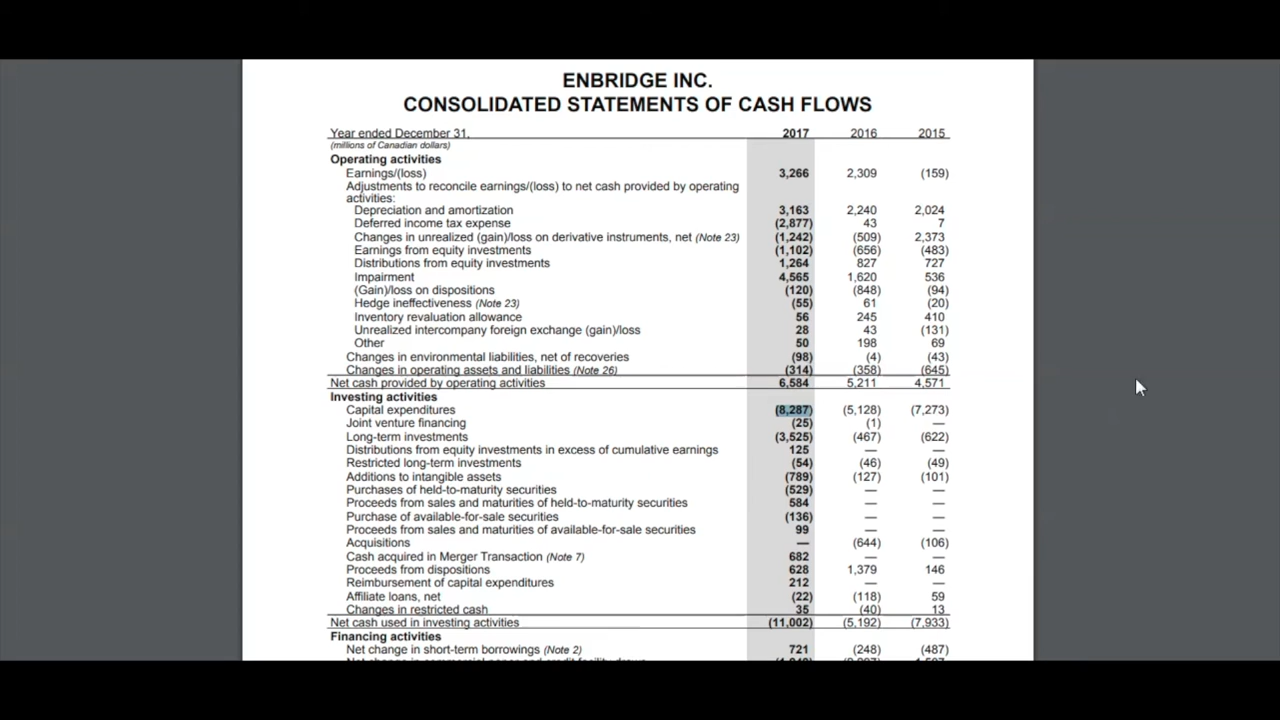 ENBRIDGE INC.
CONSOLIDATED STATEMENTS OF CASH FLOWS
Year ended December 31, 2017 2016 2015
(millions of Canadian dollars)
Operating activities
Earnings/(loss) 3,266 2,309 (159)
Adjustments to reconcile earnings/(loss) to net cash provided by operating
activities:
Depreciation and amortization 3,163 2,240 2,024
Deferred income tax expense (2,877) 43 7
Changes in unrealized (gain)/loss on derivative instruments, net (Note 23) (1,242) (509) 2,373
Earnings from equity investments (1,102) (656) (483)
Distributions from equity investments 1,264 827 727
Impairment 4,565 1,620 536
(Gain)/loss on dispositions (120) (848) (94)
Hedge ineffectiveness (Note 23) (55) 61 (20)
Inventory revaluation allowance 56 245 410
Unrealized intercompany foreign exchange (gain)/loss 28 43 (131)
Other 50 198 69
Changes in environmental liabilities, net of recoveries (98) (4) (43)
Changes in operating assets and liabilities (Note 26) (314) (358) (645)
Net cash provided by operating activities 6,584 5,211 4,571
Investing activities
Capital expenditures (8,287) (5,128) (7,273)
Joint venture financing (25) (1) —
Long-term investments (3,525) (467) (622)
Distributions from equity investments in excess of cumulative earnings 125 — —
Restricted long-term investments (54) (46) (49)
Additions to intangible assets (789) (127) (101)
Purchases of held-to-maturity securities (529) — —
Proceeds from sales and maturities of held-to-maturity securities 584 — —
Purchase of available-for-sale securities (136) — —
Proceeds from sales and maturities of available-for-sale securities 99 — —
Acquisitions — (644) (106)
Cash acquired in Merger Transaction (Note 7) 682 — —
Proceeds from dispositions 628 1,379 146
Reimbursement of capital expenditures 212 — —
Affiliate loans, net (22) (118) 59
Changes in restricted cash 35 (40) 13
Net cash used in investing activities (11,002) (5,192) (7,933)
Financing activities
Net change in short-term borrowings (Note 2) 721 (248) (487)